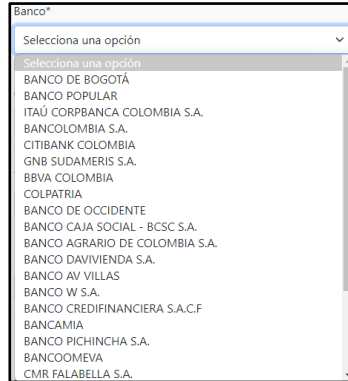 Banco*
Selecciona una opción
Selecciona una opción
BANCO DE BOGOTÁ
BANCO POPULAR
ITAÚ CORPBANCA COLOMBIA S.A.
BANCOLOMBIA S.A.
CITIBANK COLOMBIA
GNB SUDAMERIS S.A.
BBVA COLOMBIA
COLPATRIA
BANCO DE OCCIDENTE
BANCO CAJA SOCIAL - BCSC S.A.
BANCO AGRARIO DE COLOMBIA S.A.
BANCO DAVIVIENDA S.A.
BANCO AV VILLAS
BANCO W S.A.
BANCO CREDIFINANCIERA S.A.C.F
BANCAMIA
BANCO PICHINCHA S.A.
BANCOOMEVA
CMR FALABELLA S.A.